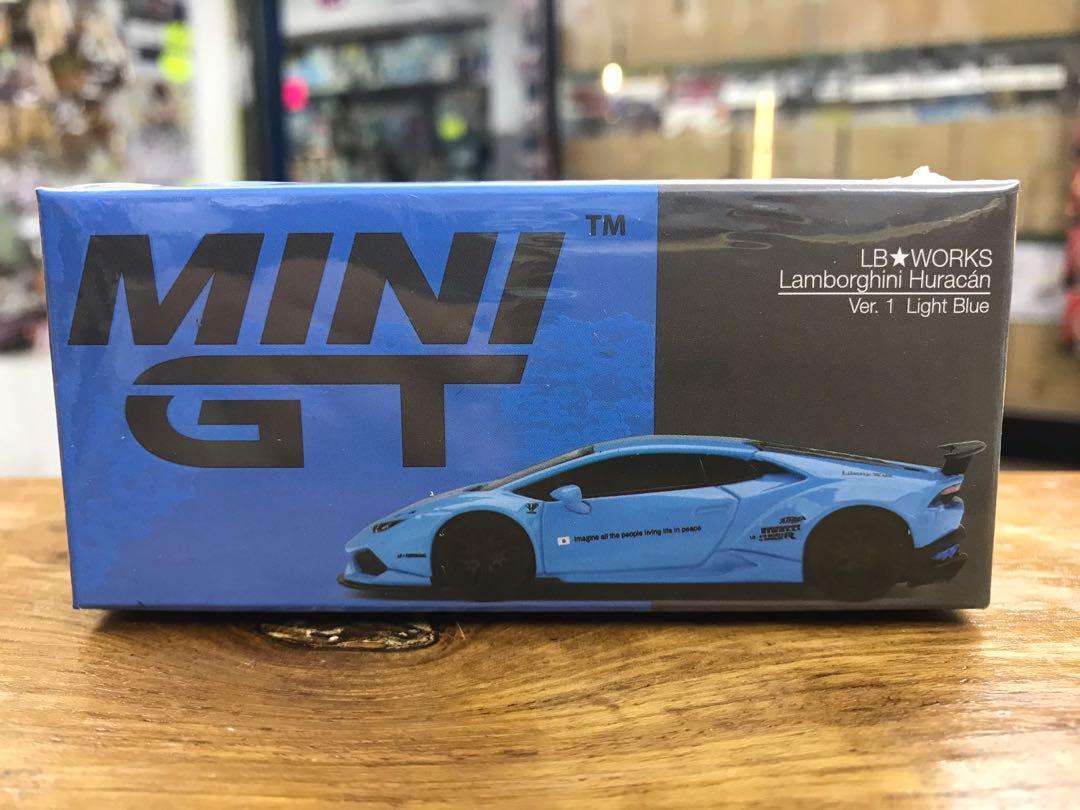 MINI
GT
TM
LB★WORKS
Lamborghini Huracán
Ver. 1 Light Blue
Imagine all the people living life in peace
PIRELLI